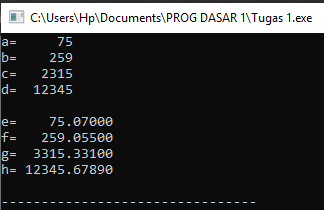 C:\Users\Hp\Documents\PROG DASAR 1\Tugas 1.exe
a=     75
b=    259
c=   2315
d=  12345

e=    75.07000
f=   259.05500
g=  3315.33100
h= 12345.67890

--------------------------------